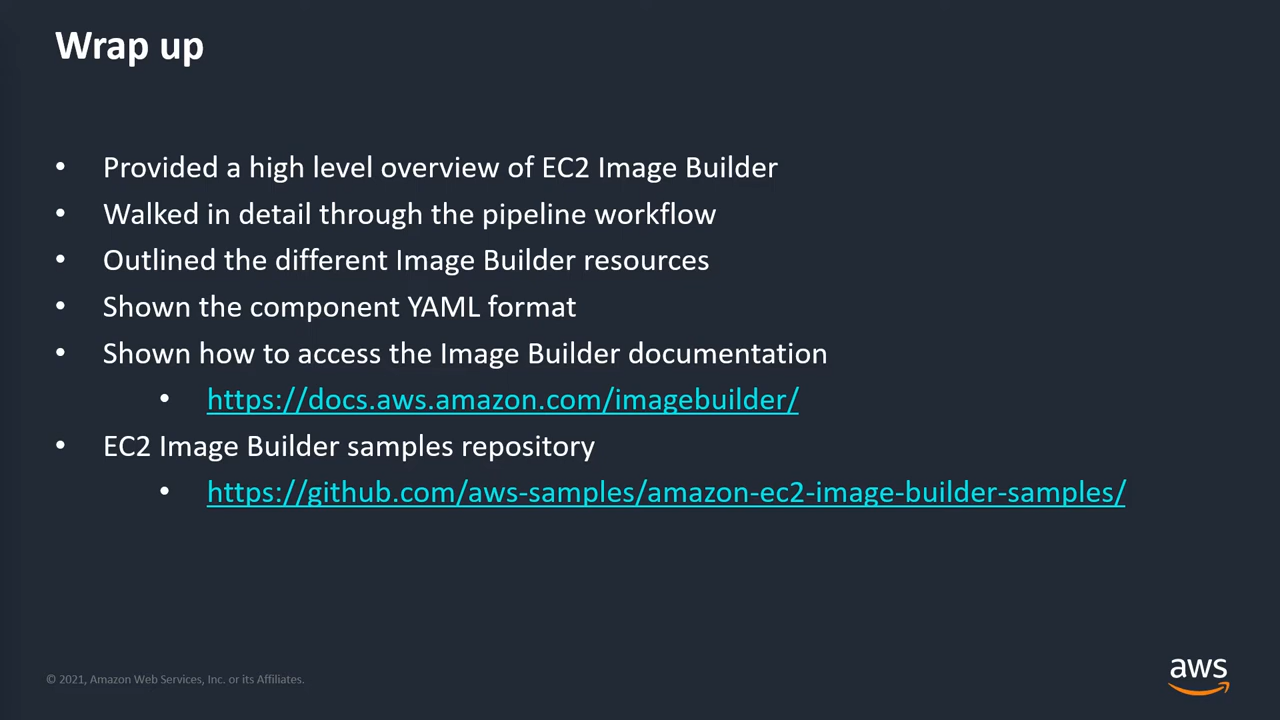 Wrap up
• Provided a high level overview of EC2 Image Builder
• Walked in detail through the pipeline workflow
• Outlined the different Image Builder resources
• Shown the component YAML format
• Shown how to access the Image Builder documentation
• https://docs.aws.amazon.com/imagebuilder/
• EC2 Image Builder samples repository
• https://github.com/aws-samples/amazon-ec2-image-builder-samples/
© 2021, Amazon Web Services, Inc. or its Affiliates.
aws